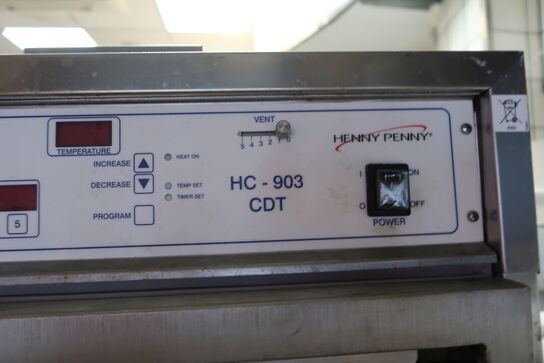 TEMPERATURE
INCREASE
DECREASE
PROGRAM
5
HEAT ON
TEMP SET
TIMER SET
VENT
5 4 3 2 1 0
HC - 903
CDT
HENNY PENNY®
I ON
O OFF
POWER